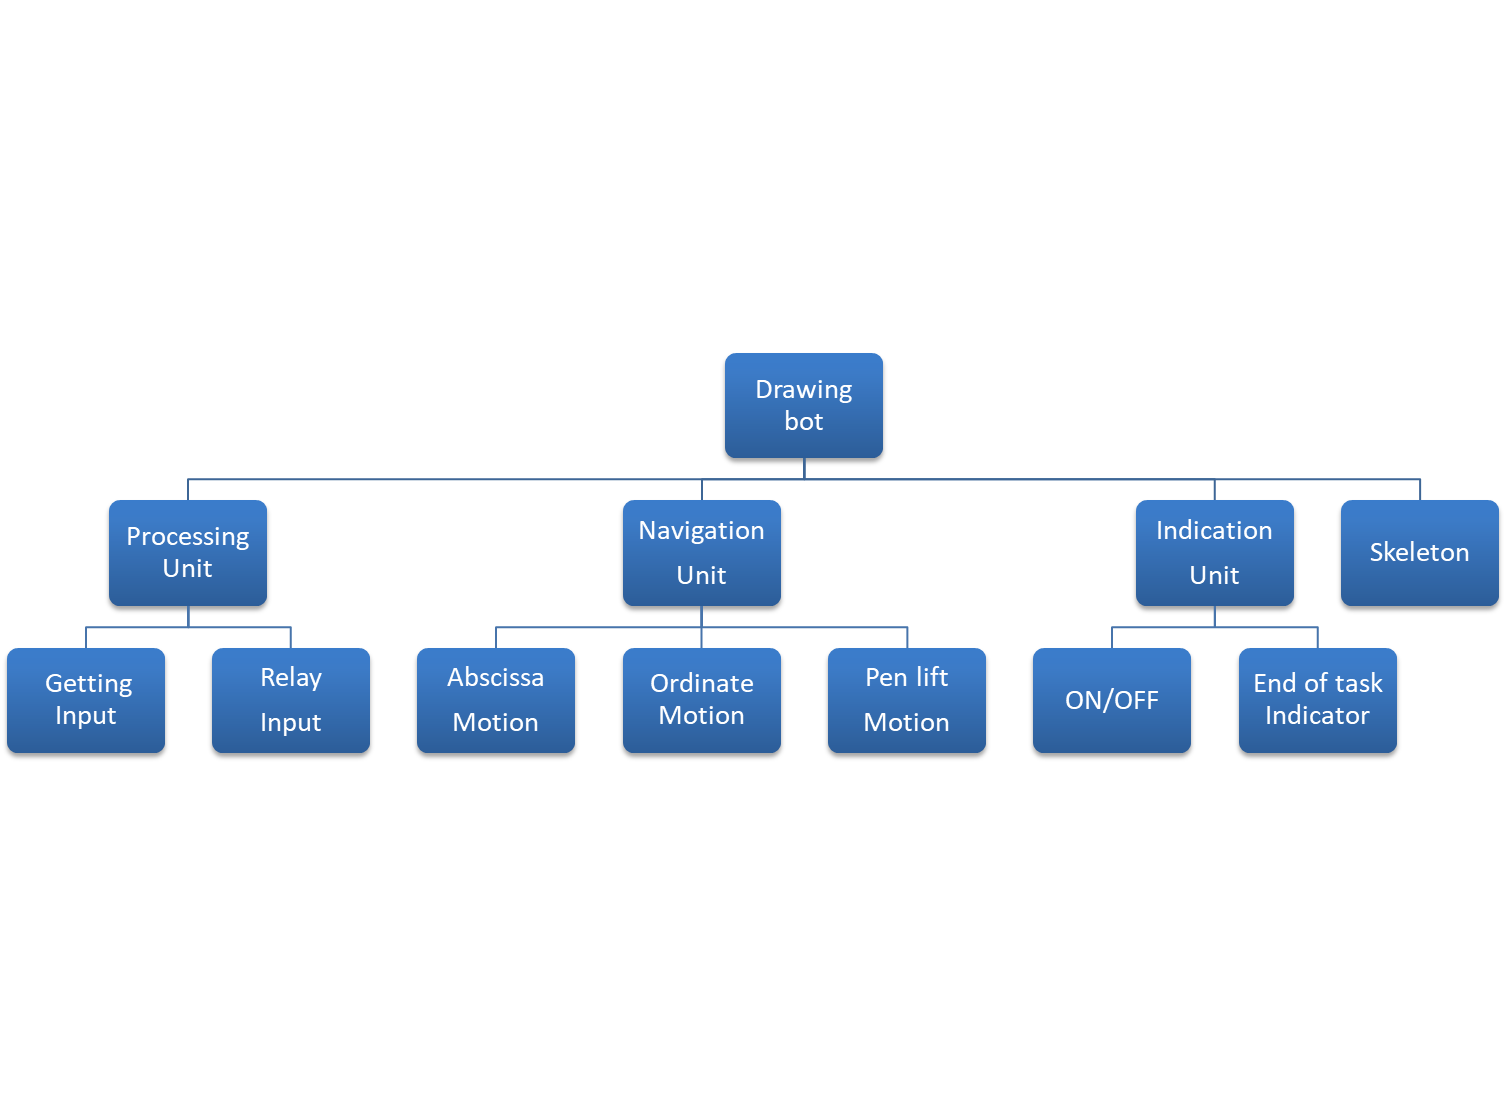 Drawing
bot
Processing
Unit
Navigation
Unit
Indication
Unit
Skeleton
Getting
Input
Relay
Input
Abscissa
Motion
Ordinate
Motion
Pen lift
Motion
ON/OFF
End of task
Indicator